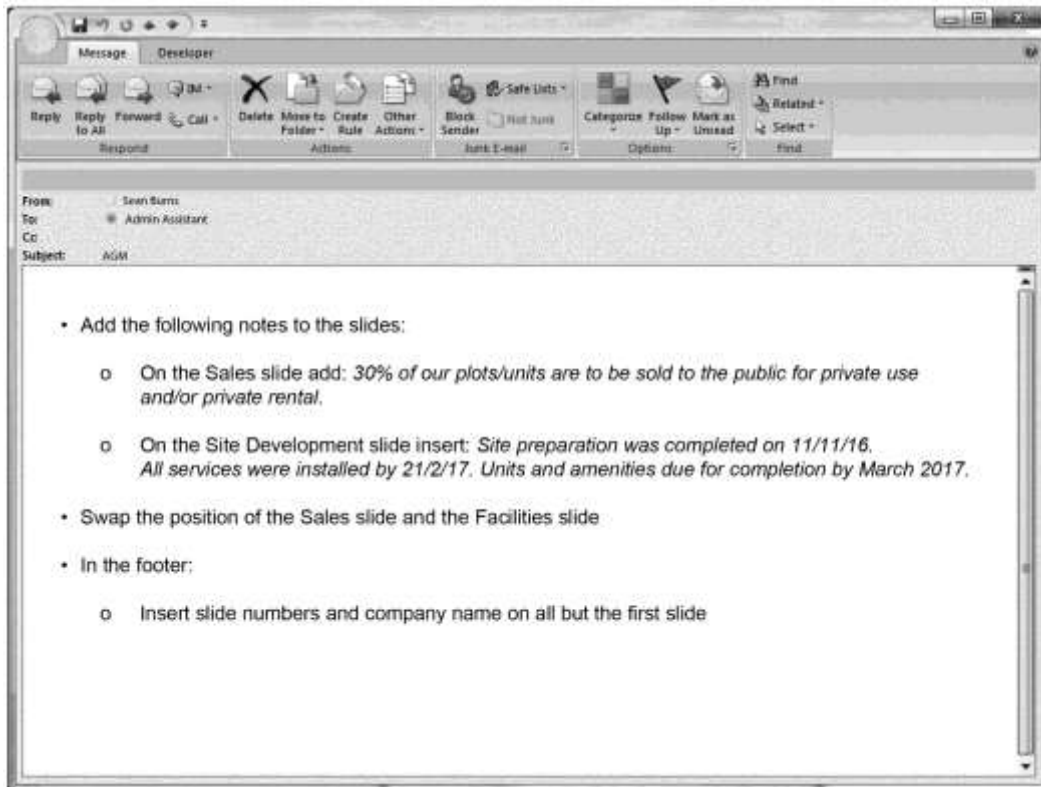 Message Developer
Reply Reply to All Forward IM Call
Respond
Delete Move to Folder Create Rule Other Actions
Actions
Block Sender Safe Lists Not Junk
Junk E-mail
Categorize Follow Up Mark as Unread
Options
Find Related Select
Find
From: Sean Burns
To: Admin Assistant
Cc:
Subject: AGM
• Add the following notes to the slides:
o On the Sales slide add: 30% of our plots/units are to be sold to the public for private use
and/or private rental.
o On the Site Development slide insert: Site preparation was completed on 11/11/16.
All services were installed by 21/2/17. Units and amenities due for completion by March 2017.
• Swap the position of the Sales slide and the Facilities slide
• In the footer:
o Insert slide numbers and company name on all but the first slide